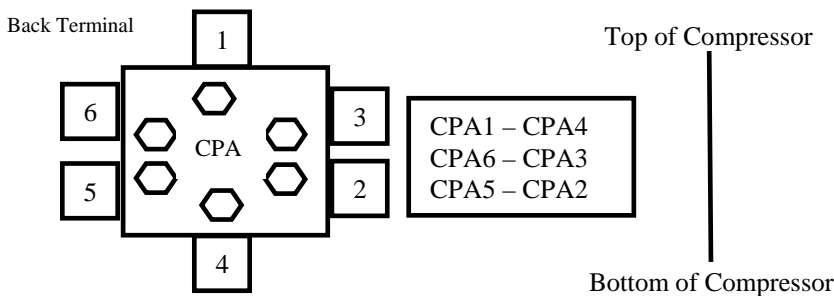 Back Terminal
1
Top of Compressor
6
3
CPA
CPA1 – CPA4
CPA6 – CPA3
CPA5 – CPA2
5
2
4
Bottom of Compressor